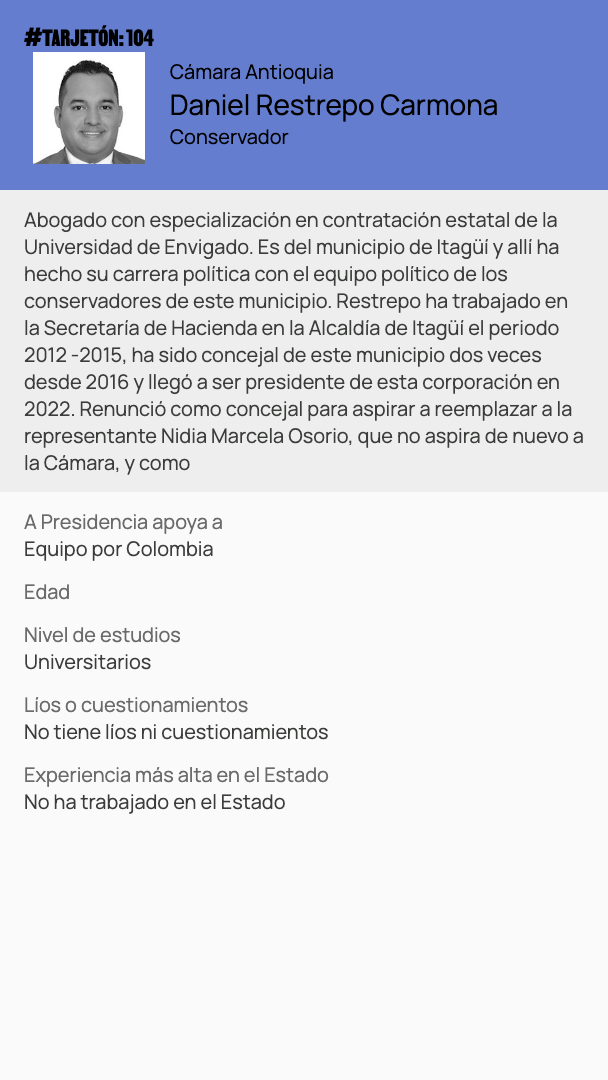 #TARJETÓN: 104
Cámara Antioquia
Daniel Restrepo Carmona
Conservador
Abogado con especialización en contratación estatal de la
Universidad de Envigado. Es del municipio de Itagüí y allí ha
hecho su carrera política con el equipo político de los
conservadores de este municipio. Restrepo ha trabajado en
la Secretaría de Hacienda en la Alcaldía de Itagüí el periodo
2012 -2015, ha sido concejal de este municipio dos veces
desde 2016 y llegó a ser presidente de esta corporación en
2022. Renunció como concejal para aspirar a reemplazar a la
representante Nidia Marcela Osorio, que no aspira de nuevo a
la Cámara, y como
A Presidencia apoya a
Equipo por Colombia
Edad
Nivel de estudios
Universitarios
Líos o cuestionamientos
No tiene líos ni cuestionamientos
Experiencia más alta en el Estado
No ha trabajado en el Estado